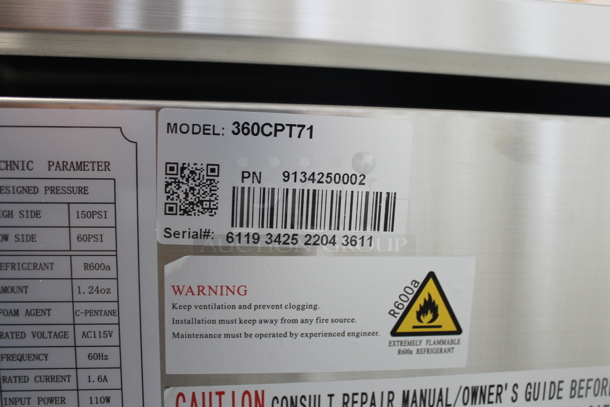 MODEL: 360CPT71
PN 9134250002
Serial#: 6119 3425 2204 3611
AUCTION GROUP
CHNIC PARAMETER
ESIGNED PRESSURE
IGH SIDE 150PSI
OW SIDE 60PSI
EFRIGERANT R600a
AMOUNT 1.24oz
FOAM AGENT C-PENTANE
RATED VOLTAGE AC115V
FREQUENCY 60Hz
RATED CURRENT 1.6A
INPUT POWER 110W
WARNING
Keep ventilation and prevent clogging.
Installation must keep away from any fire source.
Maintenance must be operated by experienced engineer.
R600a
EXTREMELY FLAMMABLE
R600a REFRIGERANT
CAUTION CONSULT REPAIR MANUAL/OWNER'S GUIDE BEFOR